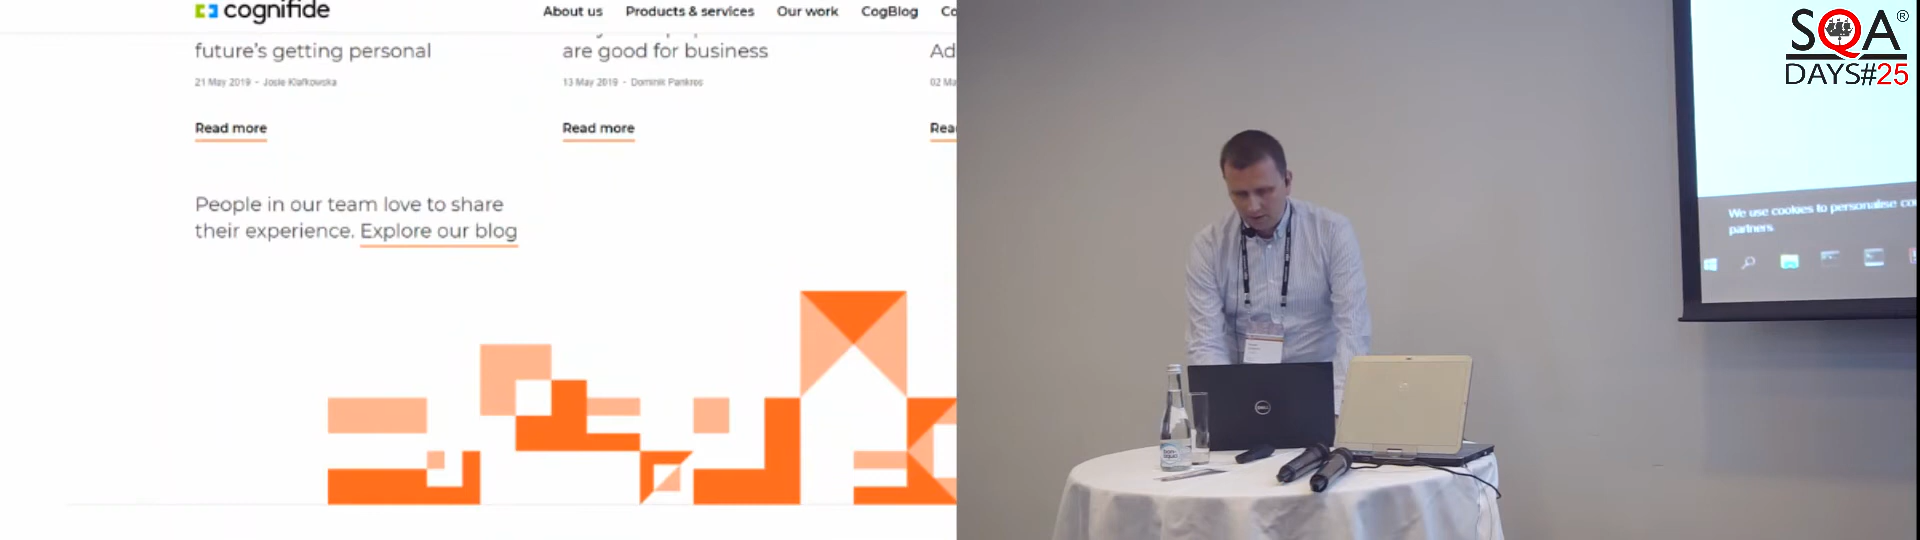 cognifide
About us Products & services Our work CogBlog
future's getting personal
are good for business
21 May 2019 - Josie Klafkowska
13 May 2019 - Dominik Pankros
Read more
Read more
People in our team love to share
their experience. Explore our blog
SQA®
DAYS#25
We use cookies to personalise
partners
DELL